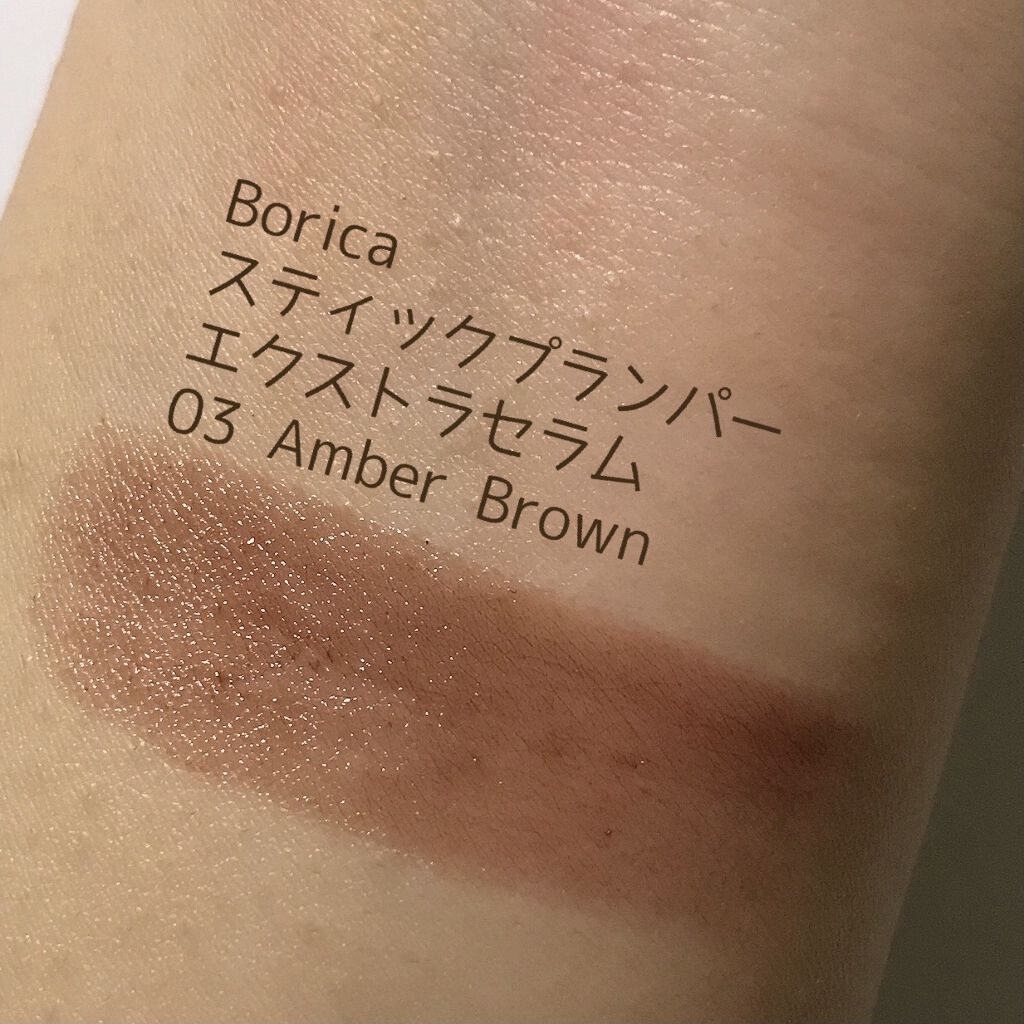 Borica
スティックプランパー
エクストラセラム
03 Amber Brown